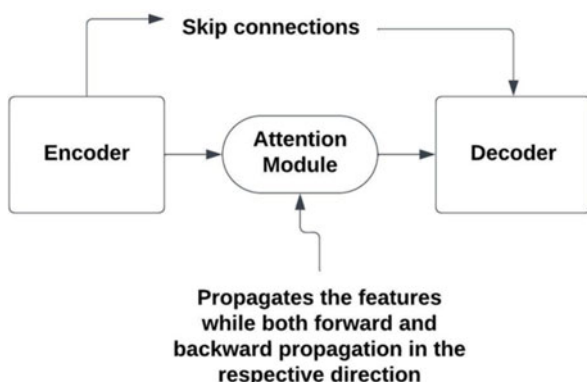 Skip connections
Encoder
Attention
Module
Decoder
Propagates the features
while both forward and
backward propagation in the
respective direction